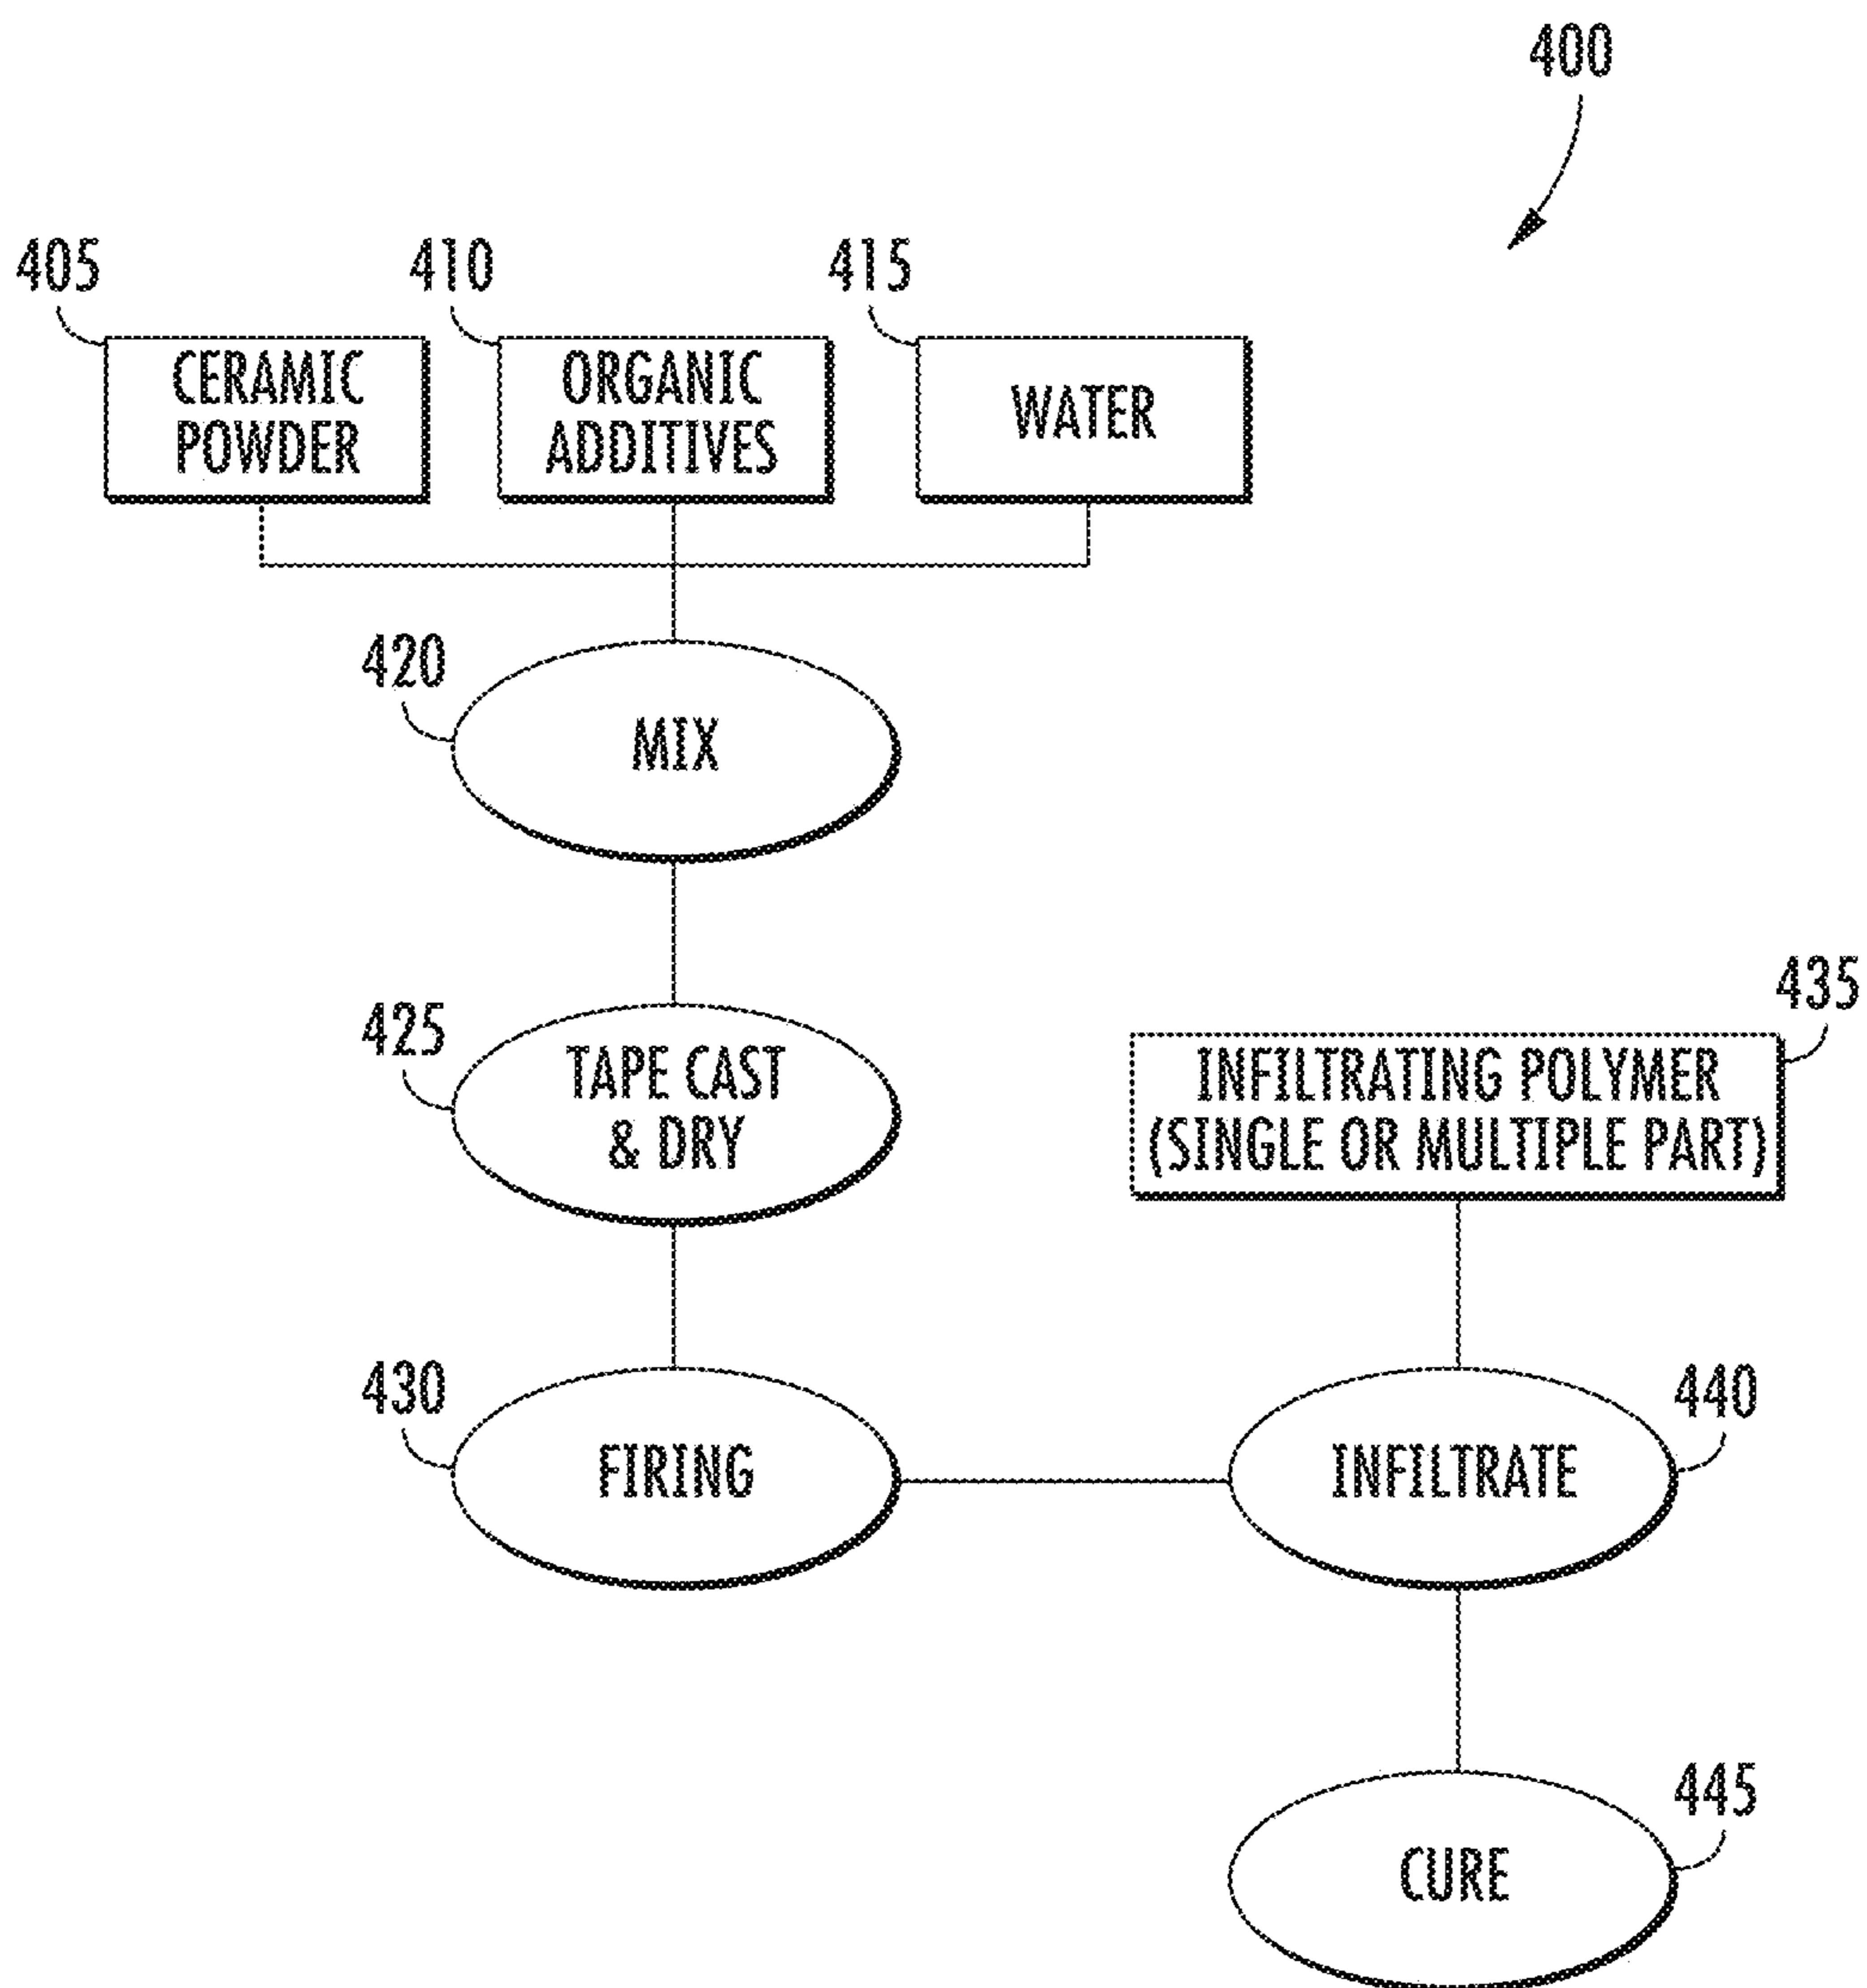 400
405
410
415
CERAMIC
POWDER
ORGANIC
ADDITIVES
WATER
420
MIX
425
TAPE CAST
& DRY
435
INFILTRATING POLYMER
(SINGLE OR MULTIPLE PART)
430
FIRING
440
INFILTRATE
445
CURE